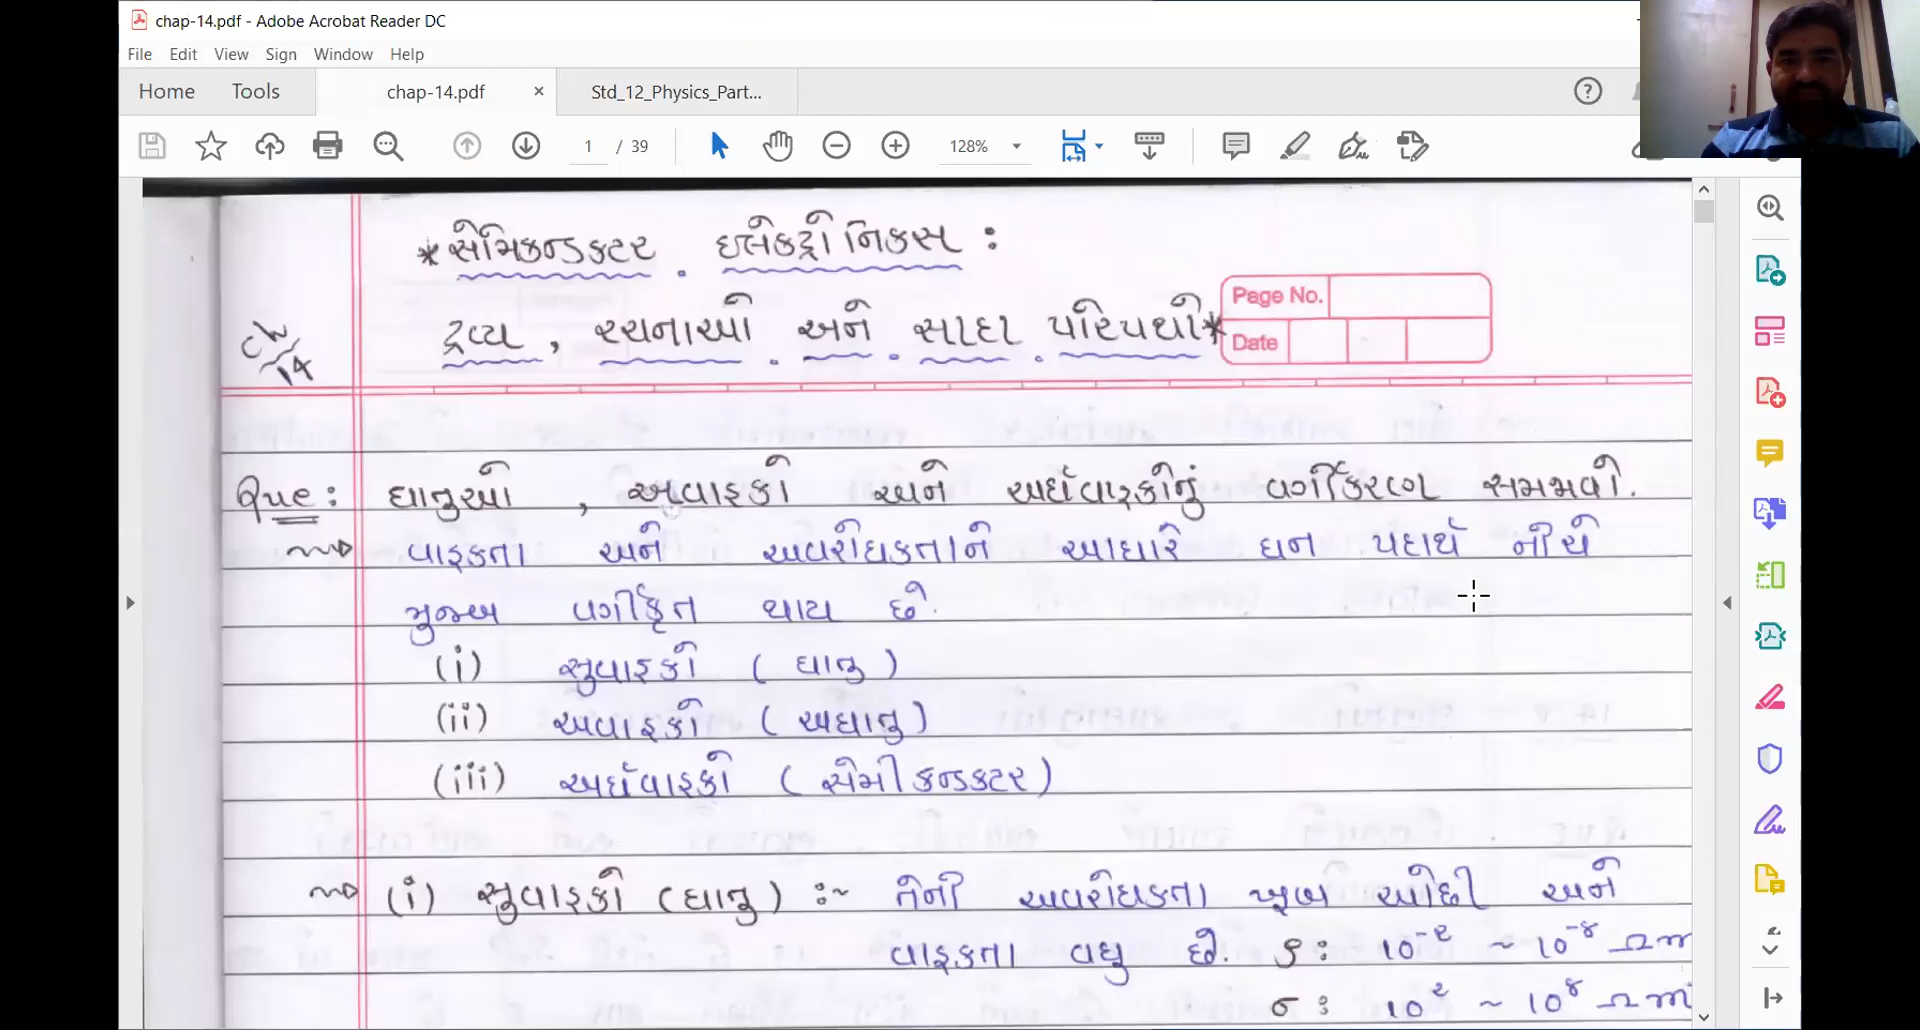 chap-14.pdf - Adobe Acrobat Reader DC
File Edit View Sign Window Help
Home Tools chap-14.pdf × Std_12_Physics_Part...
1 / 39 128%
*સેમિકન્ડક્ટર ઇલેક્ટ્રોનિક્સ :
Page No.
Ch 14
દ્રવ્ય, રચનાઓ અને સાદા પરિપથો*
Date
Que: ધાતુઓ, અવાહકો અને અર્ધવાહકોનું વર્ગીકરણ સમજાવો.
વાહકતા અને અવરોધકતાને આધારે ઘન પદાર્થ નીચે
મુજબ વર્ગીકૃત થાય છે.
(i) સુવાહકો (ધાતુ)
(ii) અવાહકો (અધાતુ)
(iii) અર્ધવાહકો (સેમીકન્ડક્ટર)
(i) સુવાહકો (ધાતુ) :~ તેની અવરોધકતા ખૂબ ઓછી અને
વાહકતા વધુ છે. ρ: 10⁻² ~ 10⁻⁸ Ωm
σ: 10² ~ 10⁸